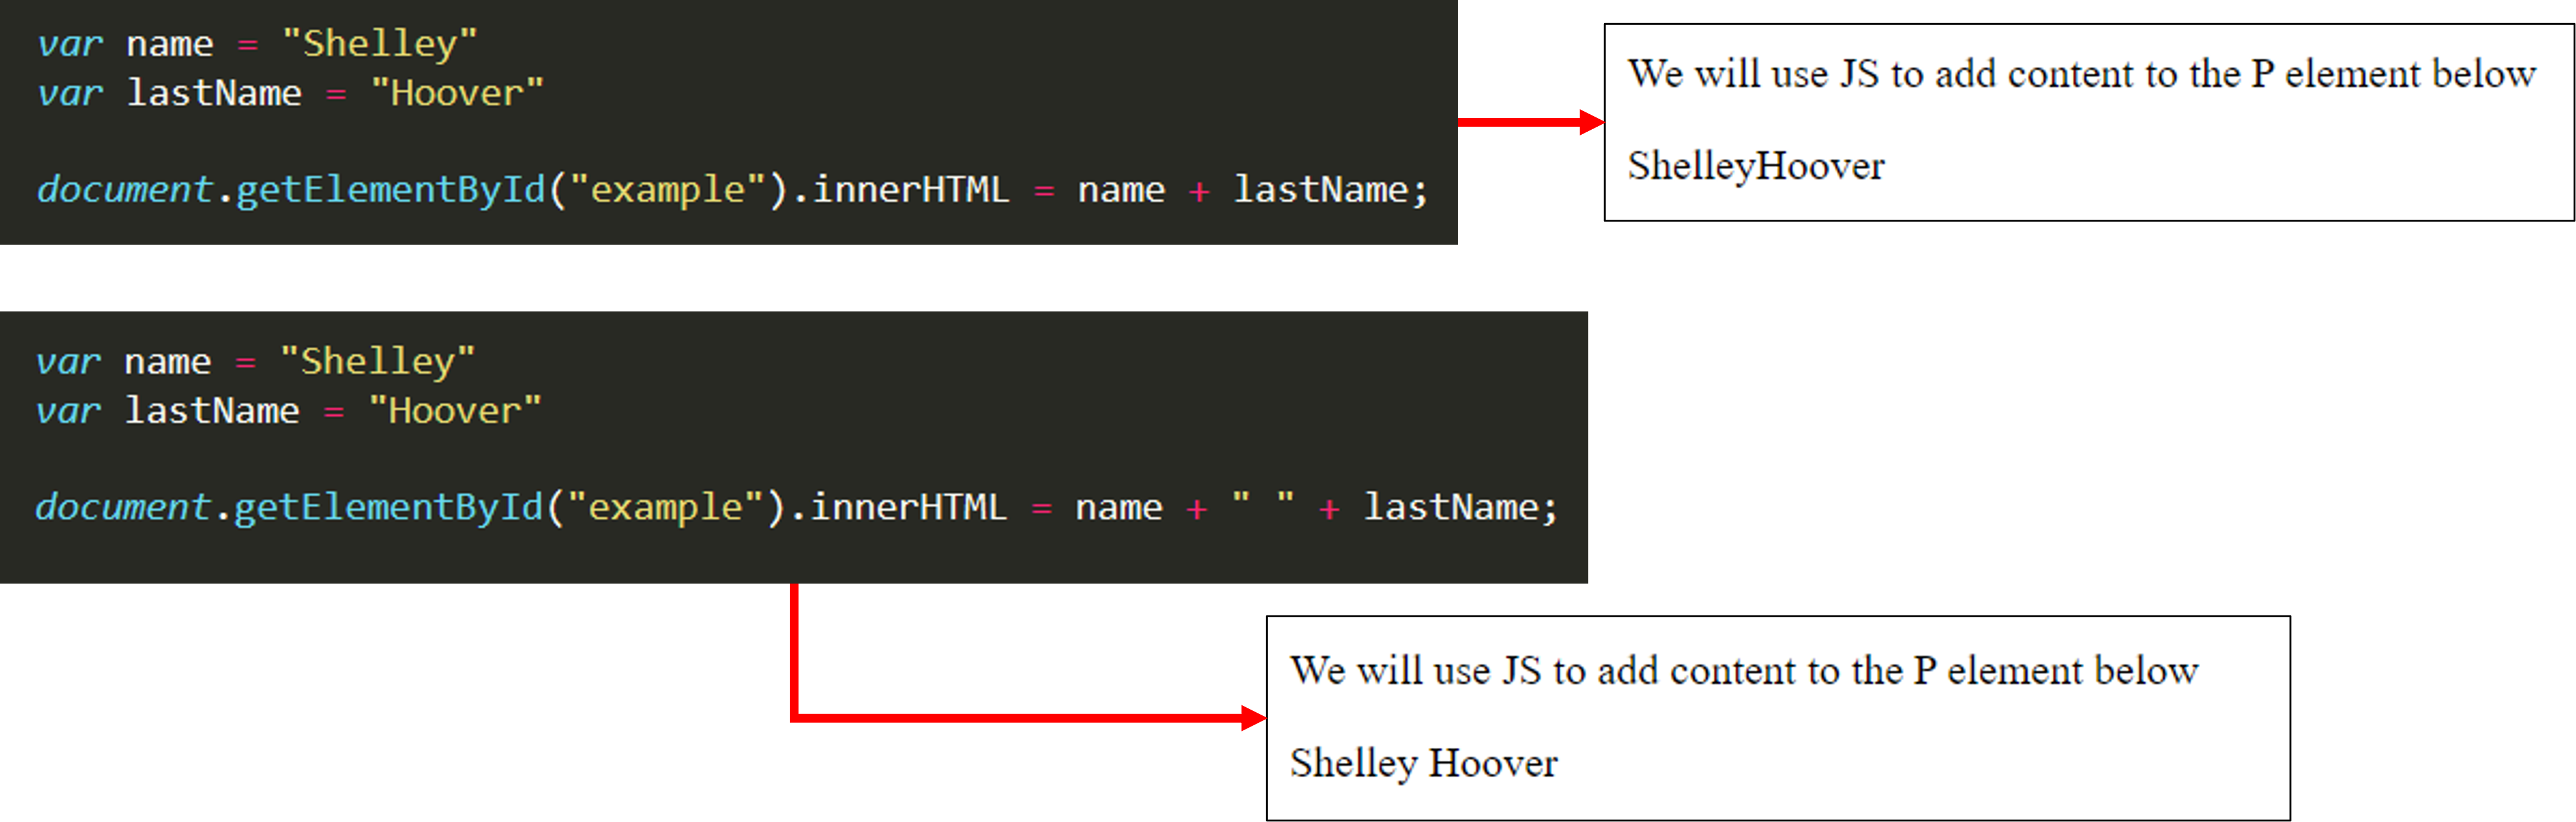 var name = "Shelley"
var lastName = "Hoover"
document.getElementById("example").innerHTML = name + lastName;
We will use JS to add content to the P element below
ShelleyHoover
var name = "Shelley"
var lastName = "Hoover"
document.getElementById("example").innerHTML = name + " " + lastName;
We will use JS to add content to the P element below
Shelley Hoover